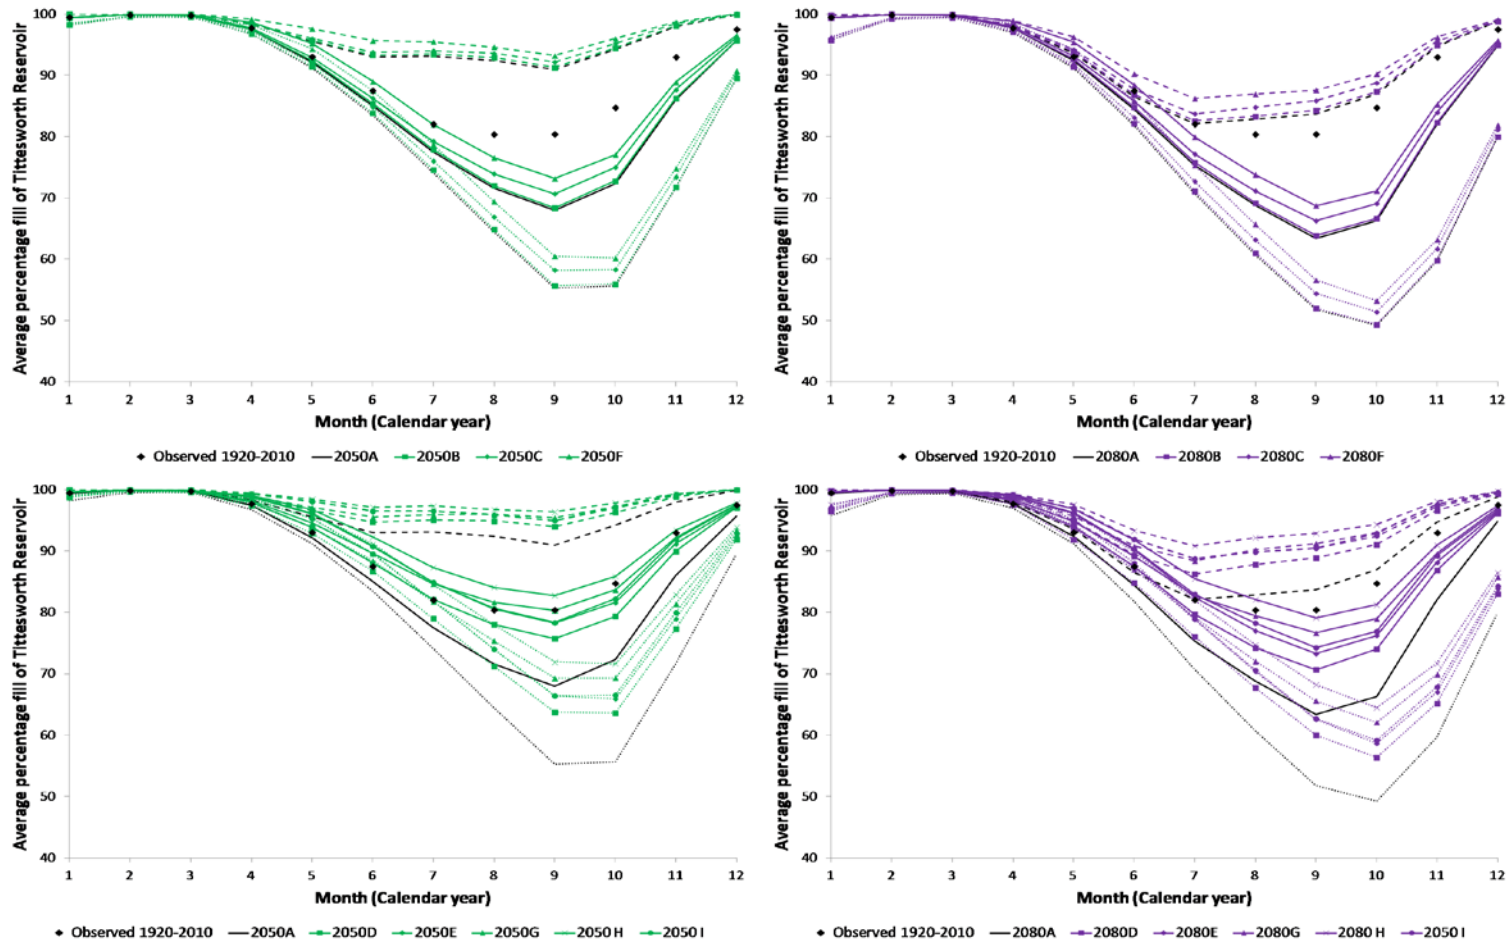 Average percentage fill of Tittesworth Reservoir
100
90
80
70
60
50
40
1 2 3 4 5 6 7 8 9 10 11 12
Month (Calendar year)
Observed 1920-2010 2050A 2050B 2050C 2050F
Average percentage fill of Tittesworth Reservoir
100
90
80
70
60
50
40
1 2 3 4 5 6 7 8 9 10 11 12
Month (Calendar year)
Observed 1920-2010 2080A 2080B 2080C 2080F
Average percentage fill of Tittesworth Reservoir
100
90
80
70
60
50
40
1 2 3 4 5 6 7 8 9 10 11 12
Month (Calendar year)
Observed 1920-2010 2050A 2050D 2050E 2050G 2050 H 2050 I
Average percentage fill of Tittesworth Reservoir
100
90
80
70
60
50
40
1 2 3 4 5 6 7 8 9 10 11 12
Month (Calendar year)
Observed 1920-2010 2080A 2080D 2080E 2080G 2080 H 2050 I